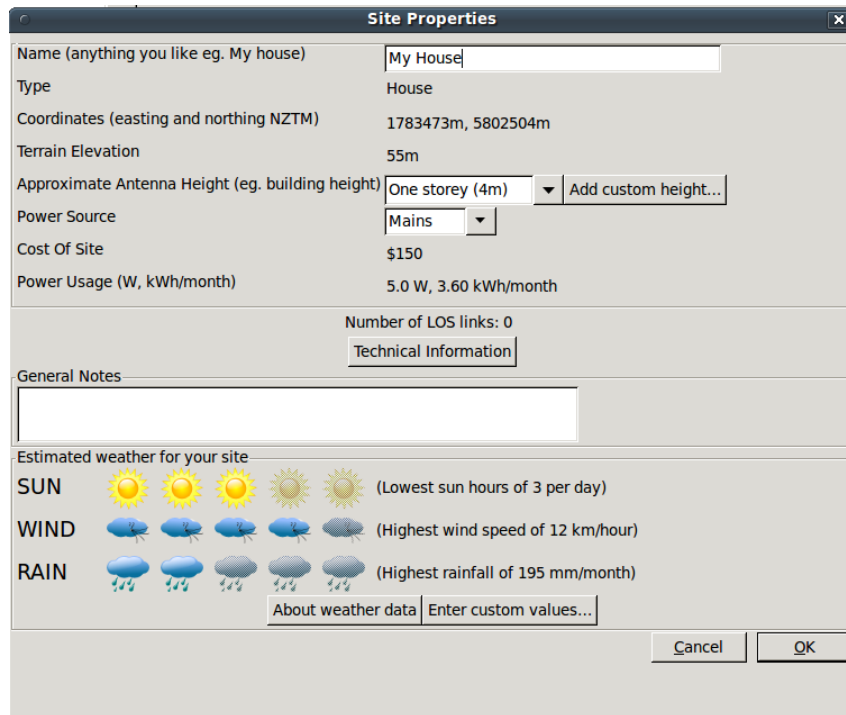 Site Properties
Name (anything you like eg. My house) My House
Type House
Coordinates (easting and northing NZTM) 1783473m, 5802504m
Terrain Elevation 55m
Approximate Antenna Height (eg. building height) One storey (4m) Add custom height...
Power Source Mains
Cost Of Site $150
Power Usage (W, kWh/month) 5.0 W, 3.60 kWh/month
Number of LOS links: 0
Technical Information
General Notes
Estimated weather for your site
SUN (Lowest sun hours of 3 per day)
WIND (Highest wind speed of 12 km/hour)
RAIN (Highest rainfall of 195 mm/month)
About weather data Enter custom values...
Cancel OK